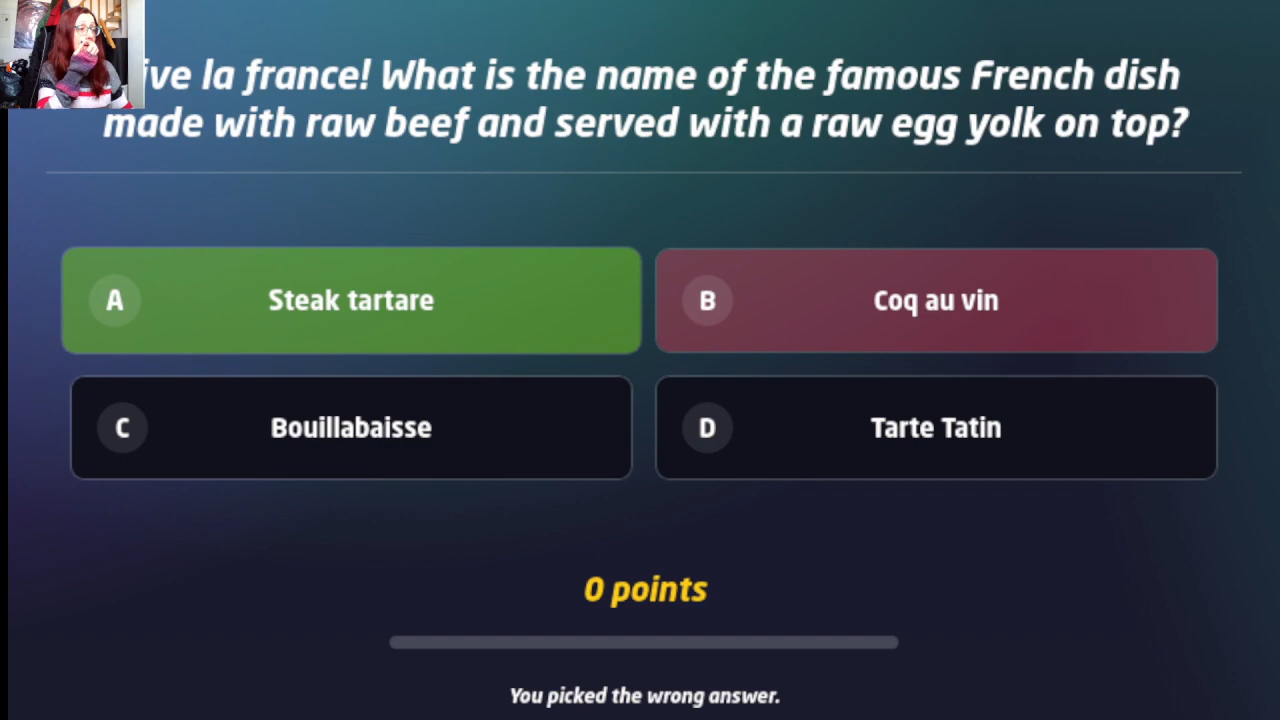 ive la france! What is the name of the famous French dish
made with raw beef and served with a raw egg yolk on top?
A Steak tartare
B Coq au vin
C Bouillabaisse
D Tarte Tatin
0 points
You picked the wrong answer.